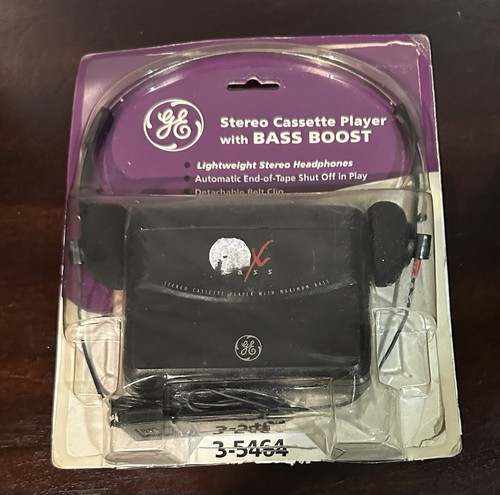 GE
Stereo Cassette Player
with BASS BOOST
Lightweight Stereo Headphones
Automatic End-of-Tape Shut Off in Play
Detachable Belt Clip
X
STEREO CASSETTE PLAYER WITH MAXIMUM BASS
GE
3-5464